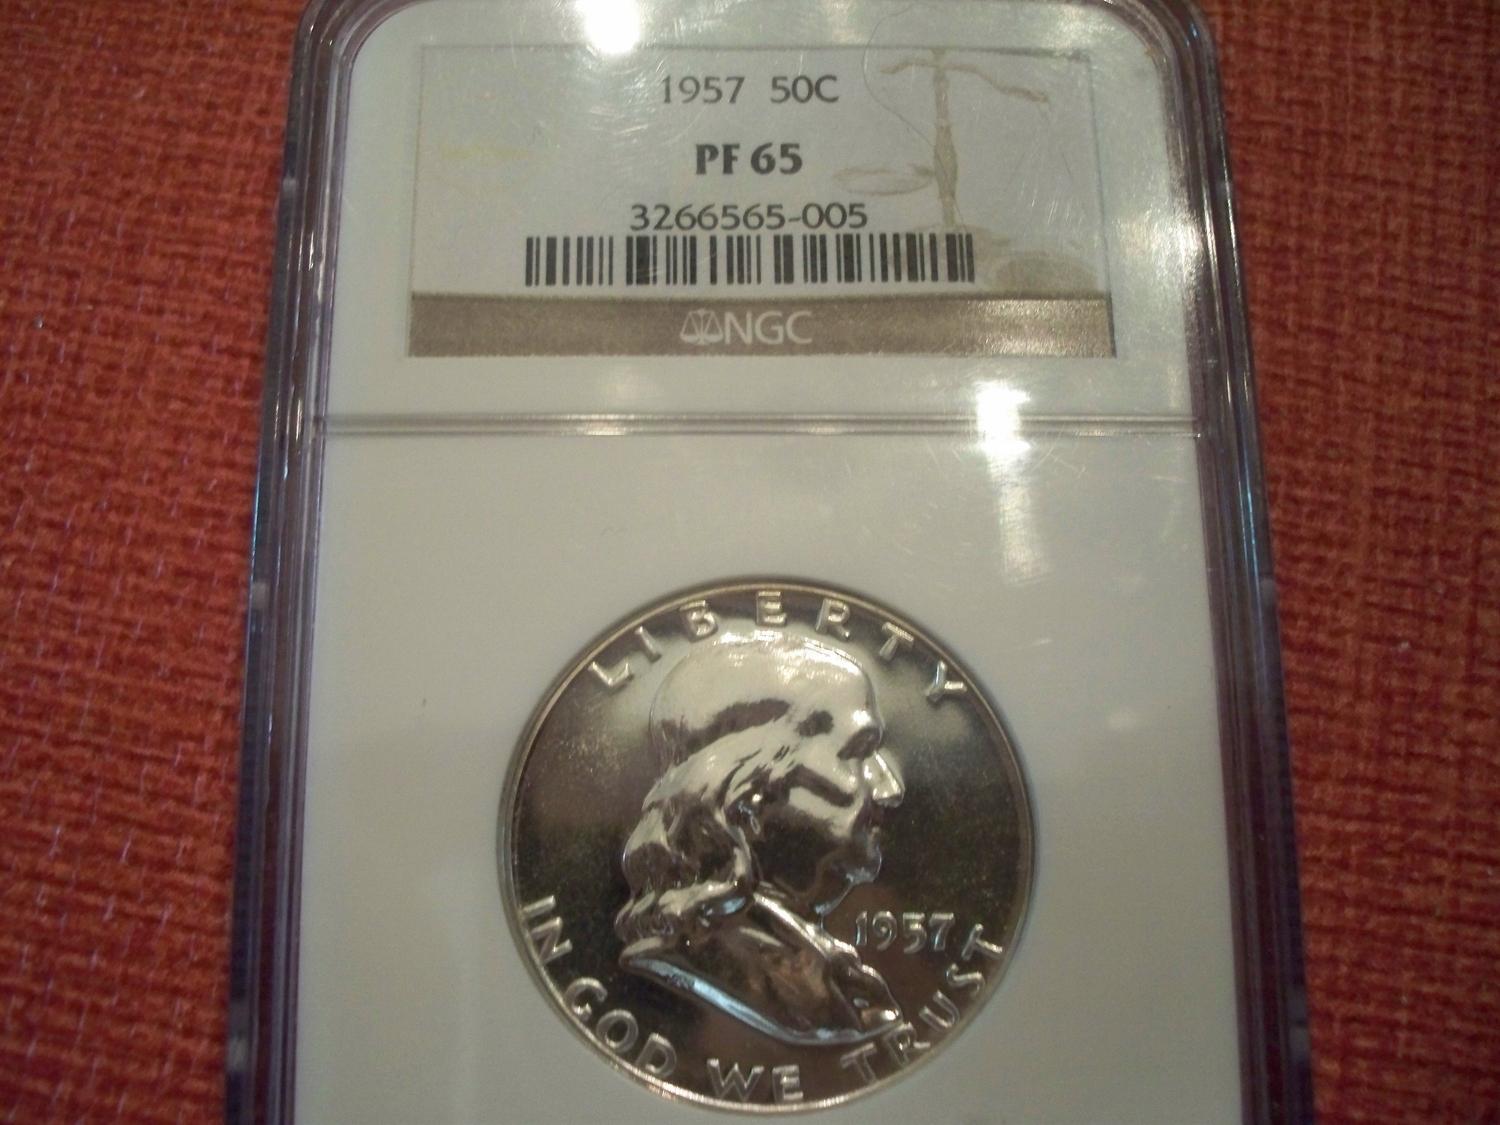 1957 50C
PF 65
3266565-005
NGC
LIBERTY
1957
IN GOD WE TRUST